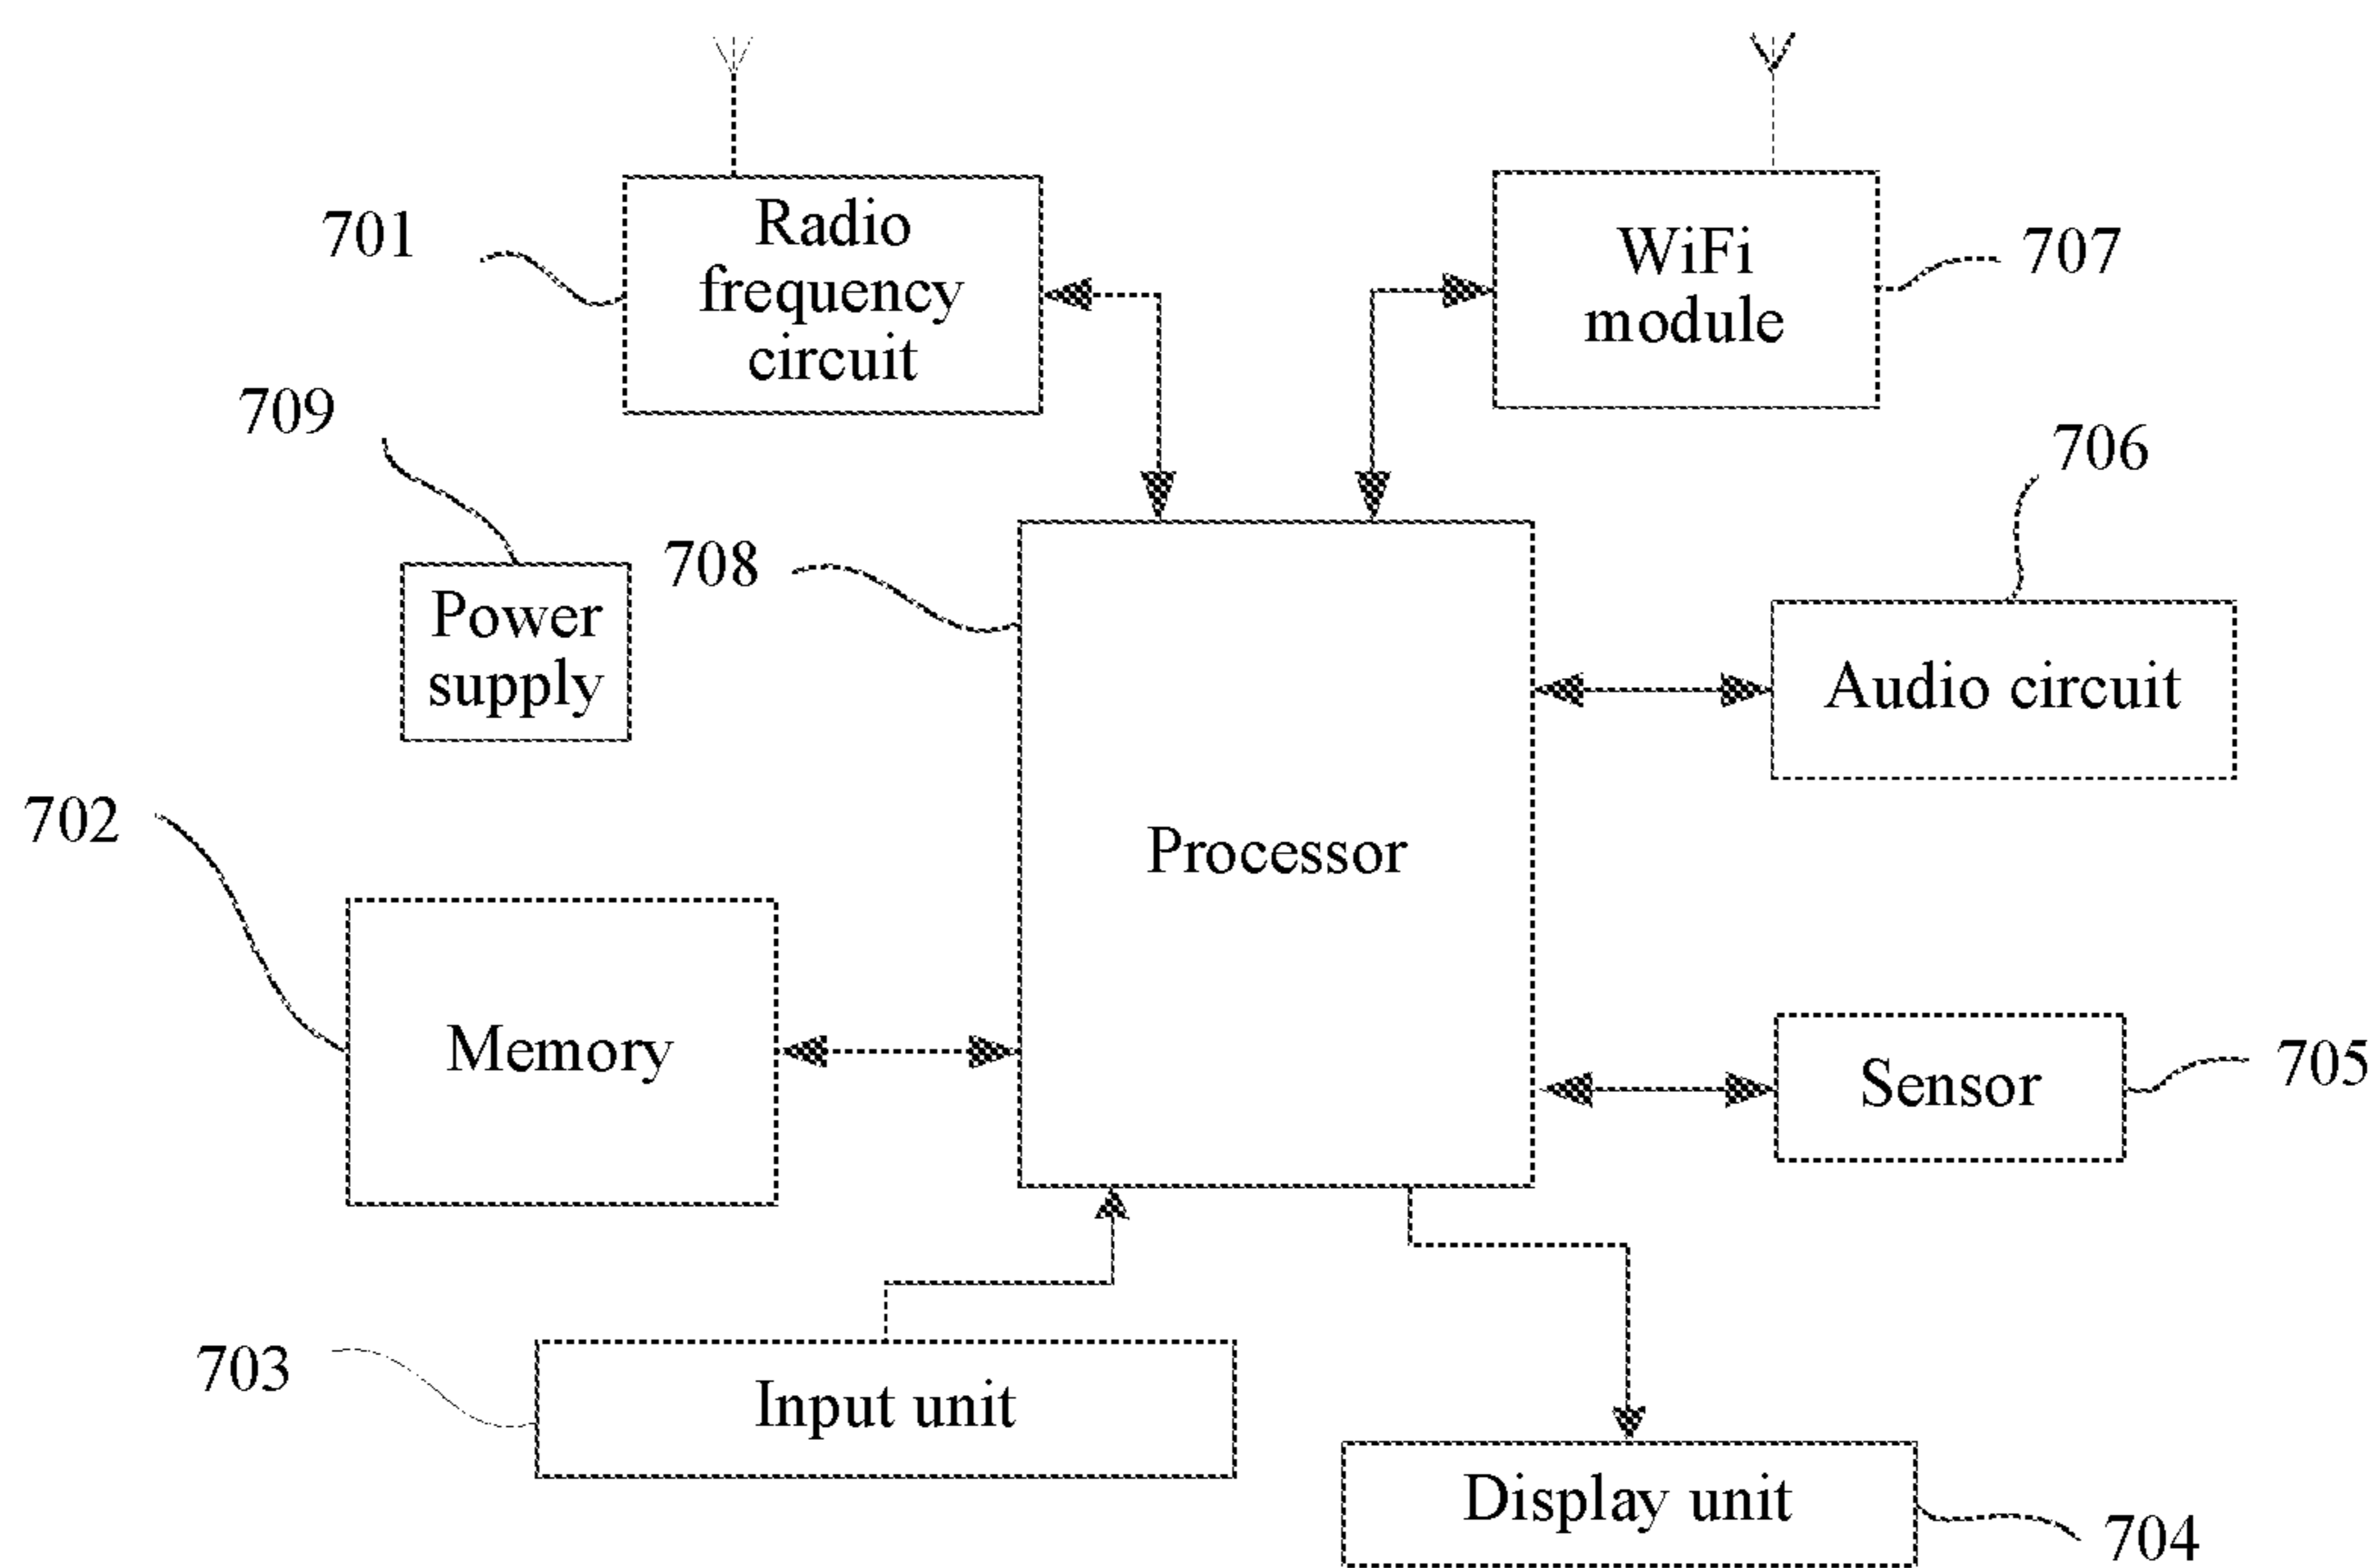 701
Radio
frequency
circuit
WiFi
module
707
709
706
Power
supply
708
Audio circuit
702
Processor
Memory
Sensor
705
703
Input unit
Display unit
704